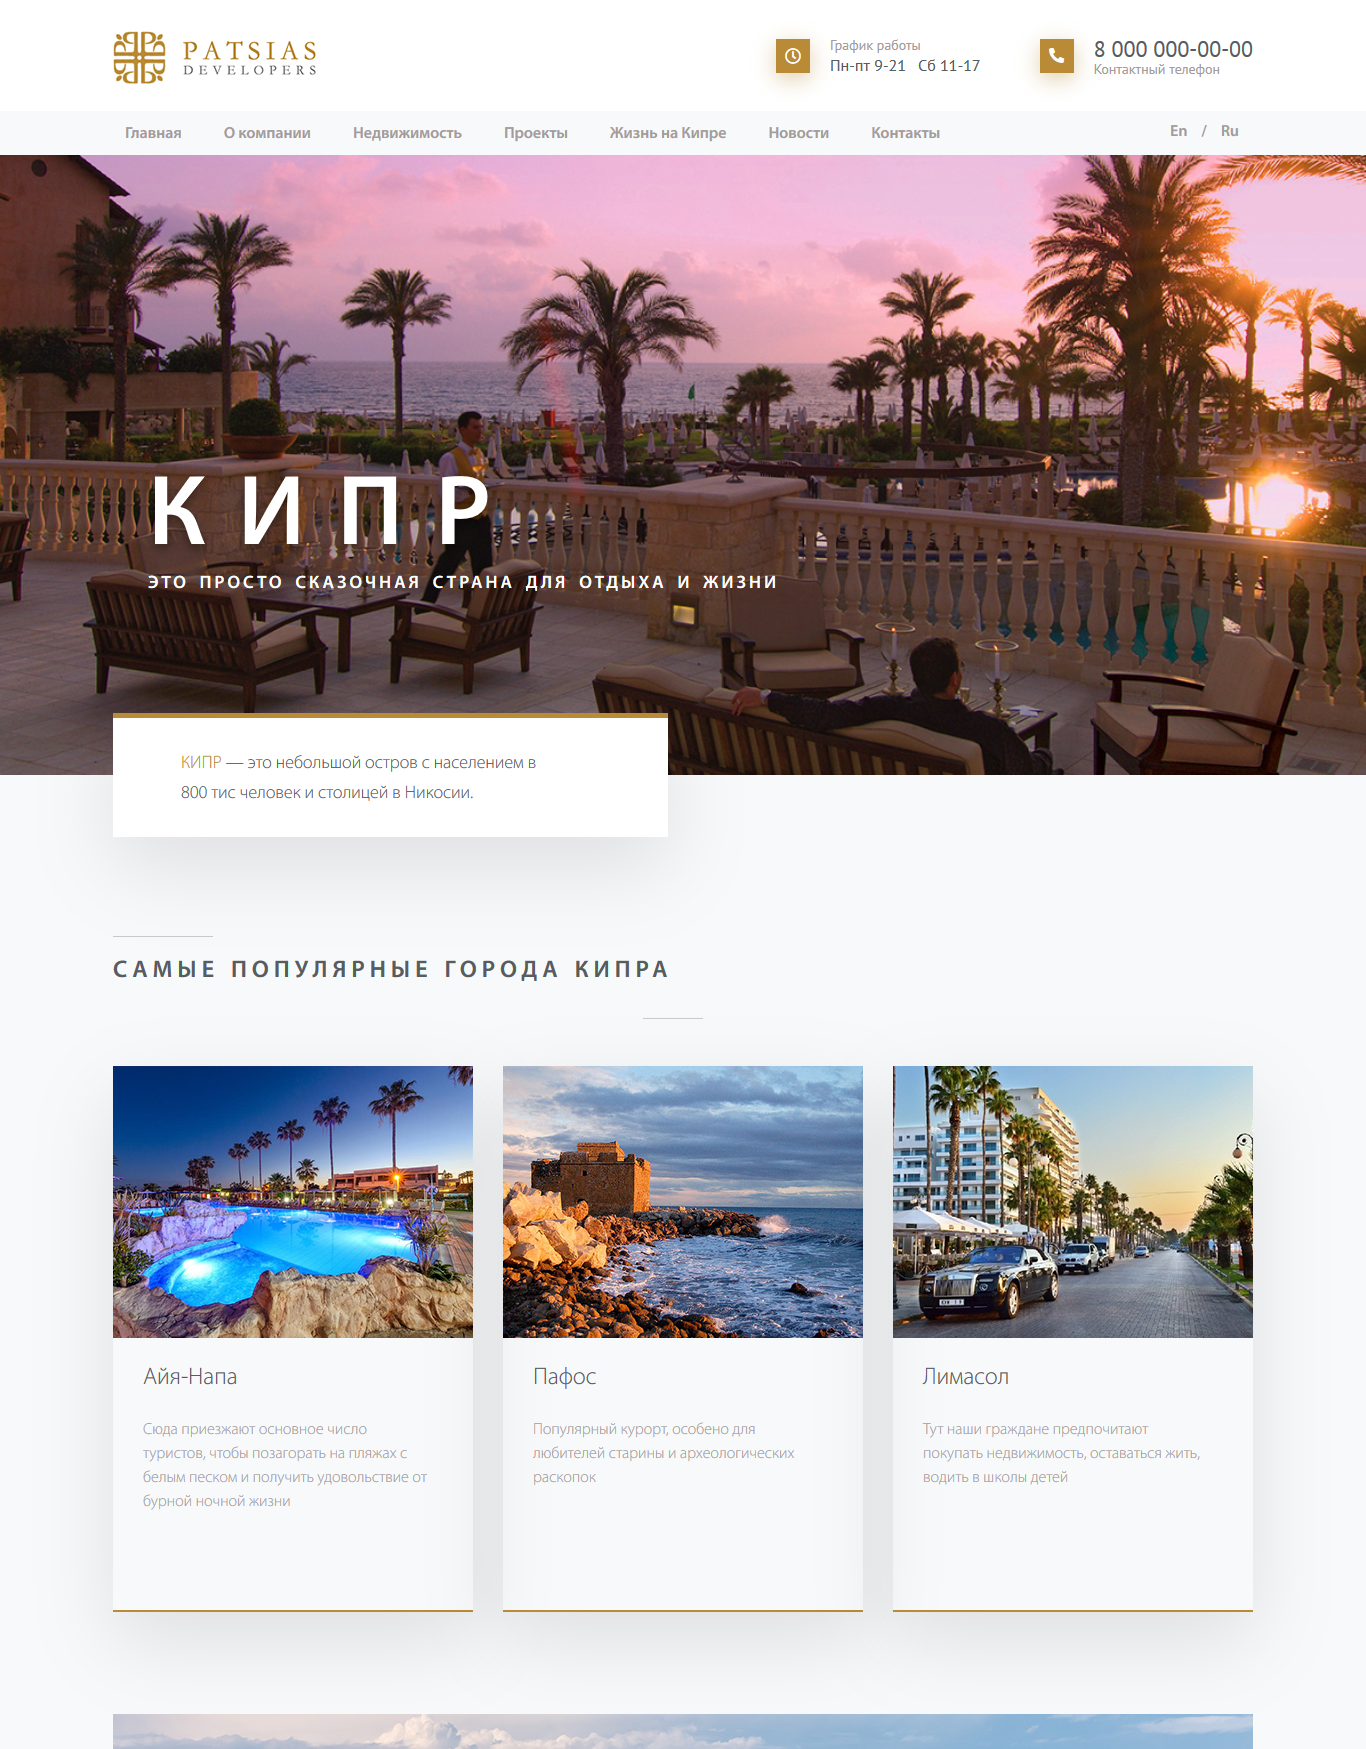 PATSIAS
DEVELOPERS
График работы
Пн-пт 9-21 Сб 11-17
8 000 000-00-00
Контактный телефон
Главная О компании Недвижимость Проекты Жизнь на Кипре Новости Контакты En / Ru
КИПР
ЭТО ПРОСТО СКАЗОЧНАЯ СТРАНА ДЛЯ ОТДЫХА И ЖИЗНИ
КИПР — это небольшой остров с населением в
800 тис человек и столицей в Никосии.
САМЫЕ ПОПУЛЯРНЫЕ ГОРОДА КИПРА
Айя-Напа
Сюда приезжают основное число
туристов, чтобы позагорать на пляжах с
белым песком и получить удовольствие от
бурной ночной жизни
Пафос
Популярный курорт, особено для
любителей старины и археологических
раскопок
Лимасол
Тут наши граждане предпочитают
покупать недвижимость, оставаться жить,
водить в школы детей